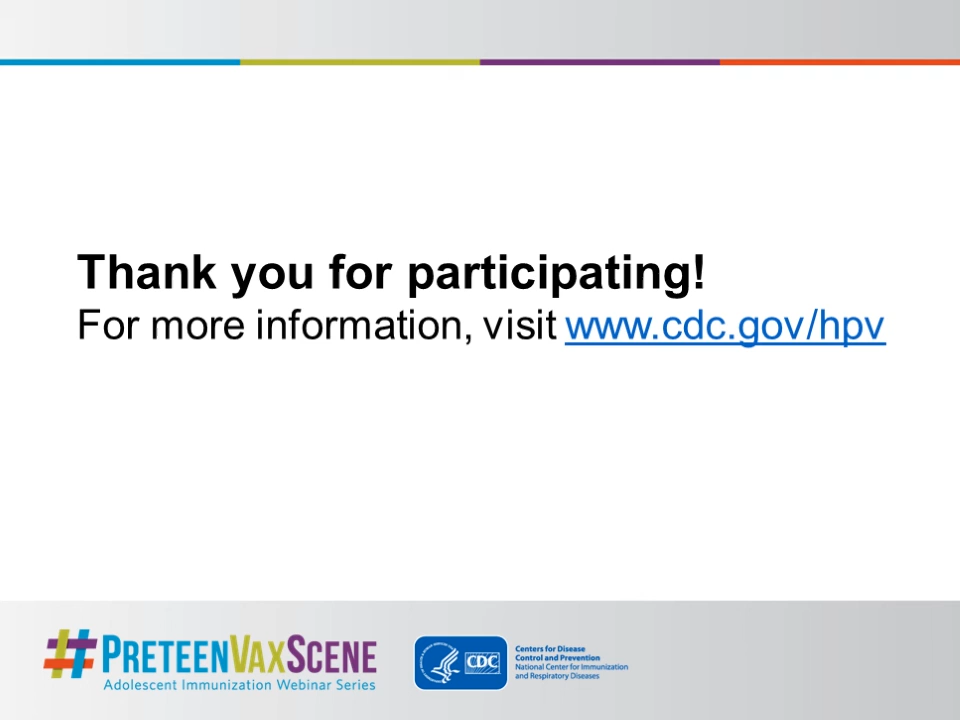 Thank you for participating!
For more information, visit www.cdc.gov/hpv
#PRETEENVAXSCENE
Adolescent Immunization Webinar Series
CDC
Centers for Disease
Control and Prevention
National Center for Immunization
and Respiratory Diseases